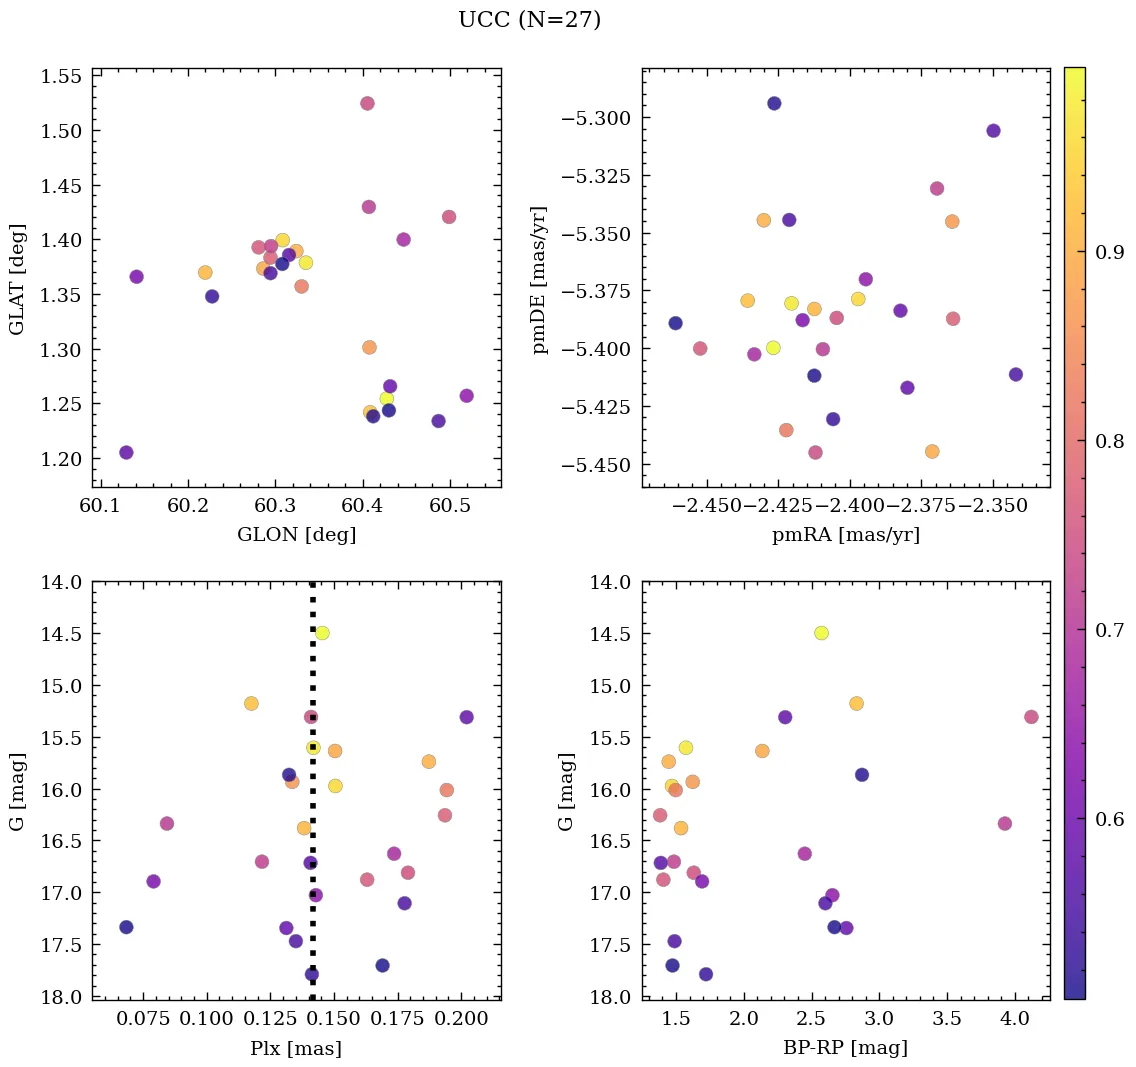 UCC (N=27)
1.55
1.50
1.45
1.40
1.35
1.30
1.25
1.20
GLAT [deg]
60.1 60.2 60.3 60.4 60.5
GLON [deg]
−5.300
−5.325
−5.350
−5.375
−5.400
−5.425
−5.450
pmDE [mas/yr]
−2.450 −2.425 −2.400 −2.375 −2.350
pmRA [mas/yr]
14.0
14.5
15.0
15.5
16.0
16.5
17.0
17.5
18.0
G [mag]
0.075 0.100 0.125 0.150 0.175 0.200
Plx [mas]
14.0
14.5
15.0
15.5
16.0
16.5
17.0
17.5
18.0
G [mag]
1.5 2.0 2.5 3.0 3.5 4.0
BP-RP [mag]
0.9
0.8
0.7
0.6